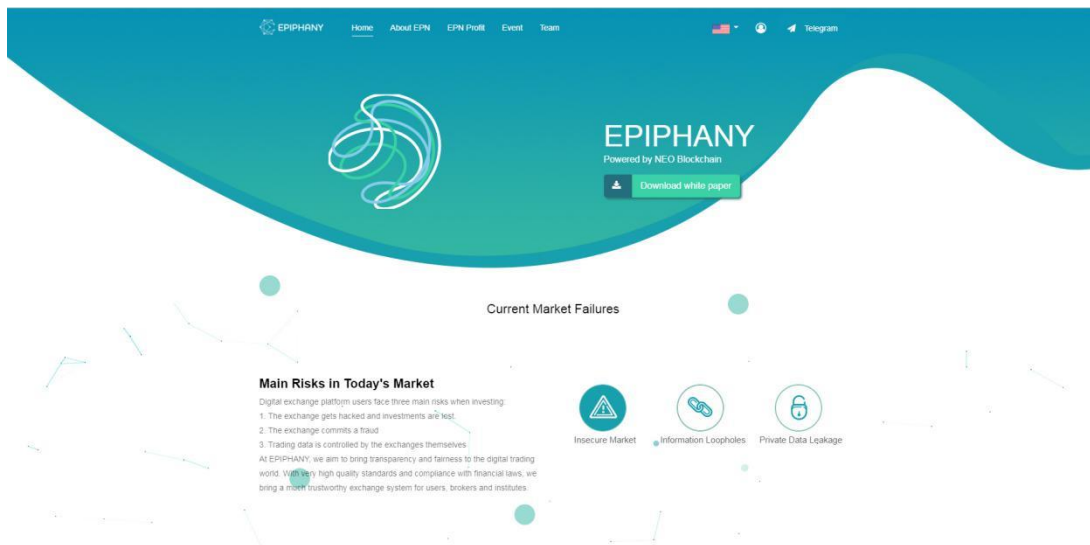 EPIPHANY
Home
About EPN
EPN Profit
Event
Team
Telegram
EPIPHANY
Powered by NEO Blockchain
Download white paper
Current Market Failures
Main Risks in Today's Market
Digital exchange platform users face three main risks when investing:
1. The exchange gets hacked and investments are lost.
2. The exchange commits a fraud
3. Trading data is controlled by the exchanges themselves
At EPIPHANY, we aim to bring transparency and fairness to the digital trading
world. With very high quality standards and compliance with financial laws, we
bring a much trustworthy exchange system for users, brokers and institutes.
Insecure Market
Information Loopholes
Private Data Leakage